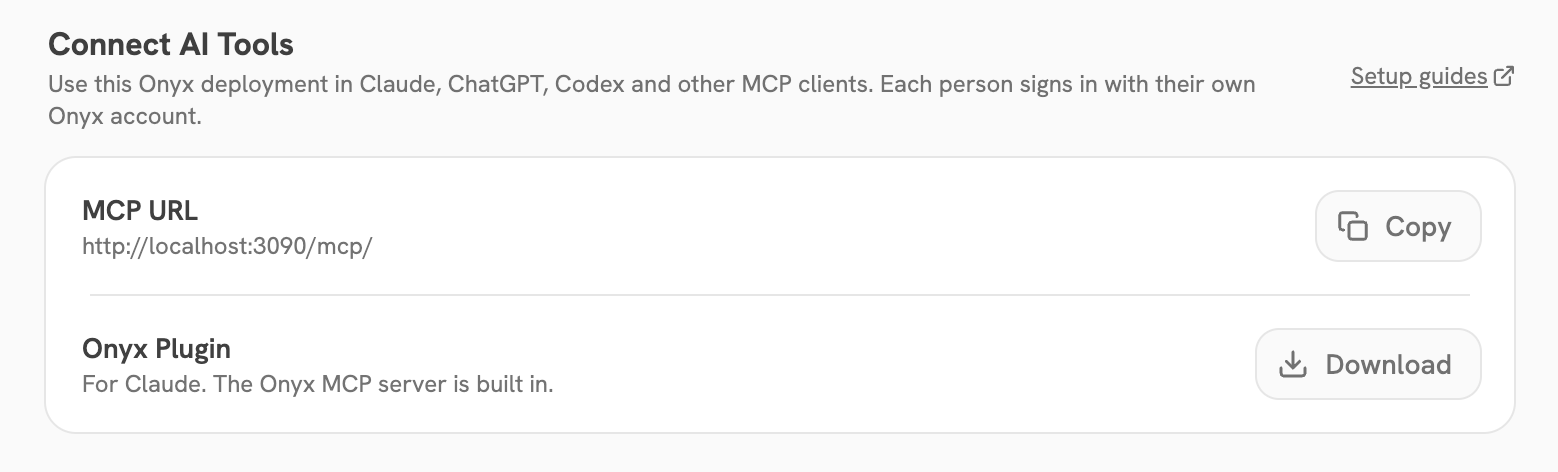 Connect AI Tools
Use this Onyx deployment in Claude, ChatGPT, Codex and other MCP clients. Each person signs in with their own
Onyx account.
Setup guides
MCP URL
http://localhost:3090/mcp/
Copy
Onyx Plugin
For Claude. The Onyx MCP server is built in.
Download